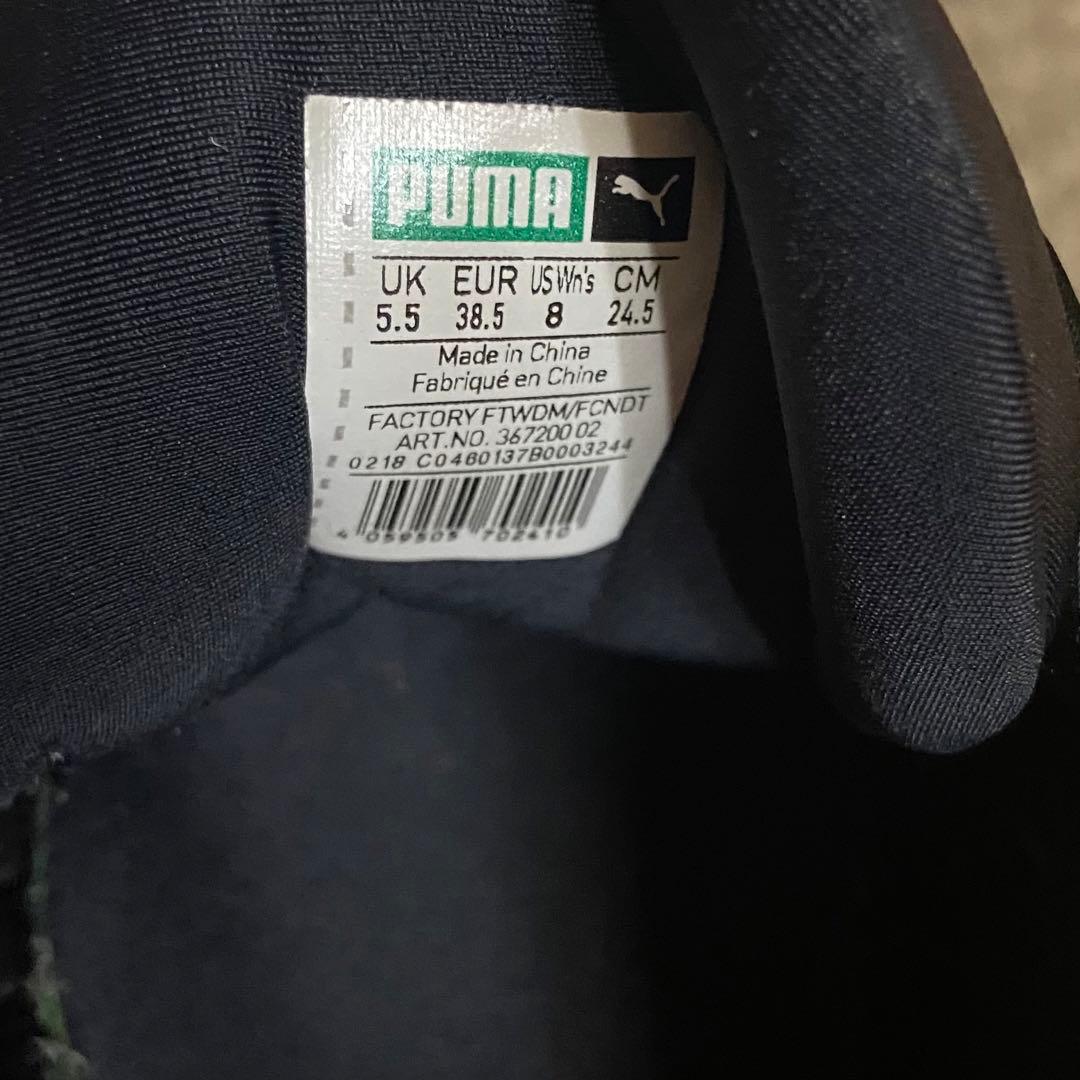 PUMA
UK EUR US Wn's CM
5.5 38.5 8 24.5
Made in China
Fabriqué en Chine
FACTORY FTWDM/FCNDT
ART.NO. 367200 02
0218 C04B0137B0003244
4 059505 702410